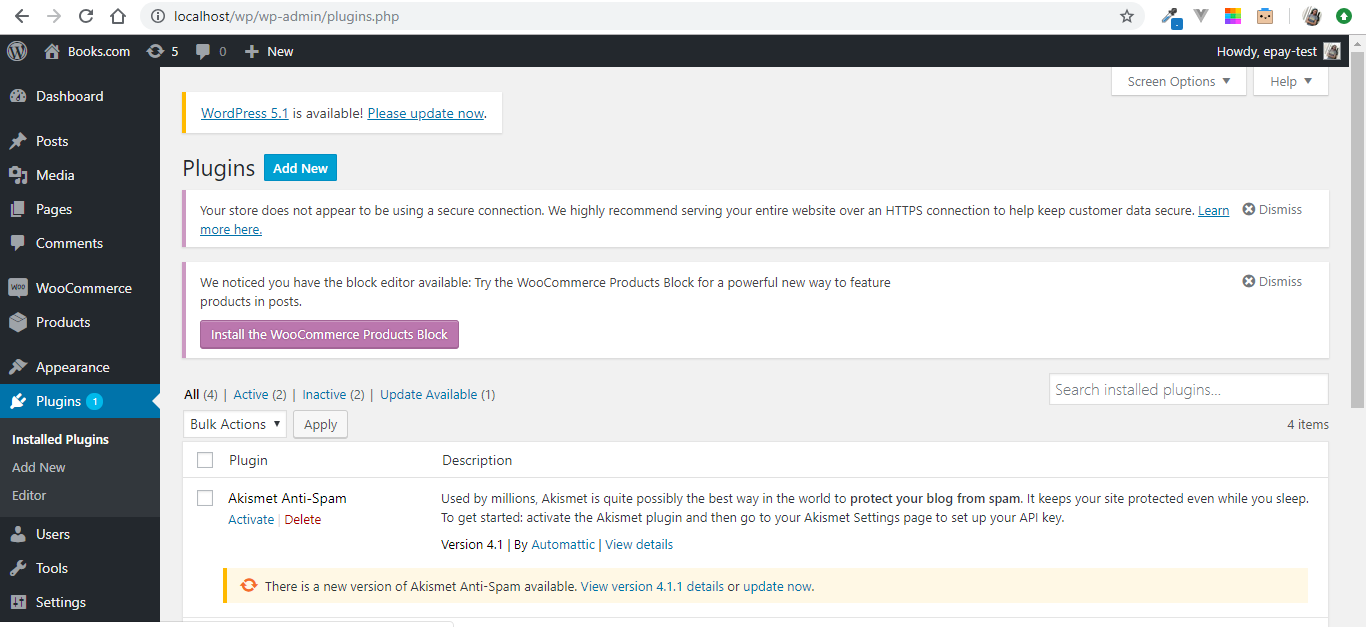 localhost/wp/wp-admin/plugins.php
Books.com 5 0 New Howdy, epay-test
Screen Options Help
Dashboard
Posts
Media
Pages
Comments
WOO WooCommerce
Products
Appearance
Plugins 1
Installed Plugins
Add New
Editor
Users
Tools
Settings
WordPress 5.1 is available! Please update now.
Plugins Add New
Your store does not appear to be using a secure connection. We highly recommend serving your entire website over an HTTPS connection to help keep customer data secure. Learn Dismiss
more here.
We noticed you have the block editor available: Try the WooCommerce Products Block for a powerful new way to feature Dismiss
products in posts.
Install the WooCommerce Products Block
All (4) | Active (2) | Inactive (2) | Update Available (1)
Search installed plugins...
Bulk Actions Apply 4 items
Plugin Description
Akismet Anti-Spam
Activate | Delete
Used by millions, Akismet is quite possibly the best way in the world to protect your blog from spam. It keeps your site protected even while you sleep.
To get started: activate the Akismet plugin and then go to your Akismet Settings page to set up your API key.
Version 4.1 | By Automattic | View details
There is a new version of Akismet Anti-Spam available. View version 4.1.1 details or update now.